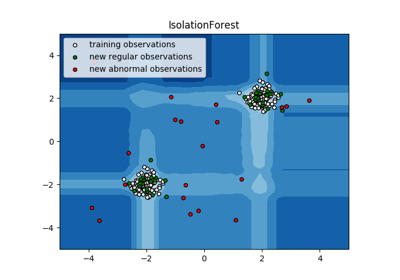 IsolationForest
training observations
new regular observations
new abnormal observations
4
2
0
−2
−4
−4
−2
0
2
4